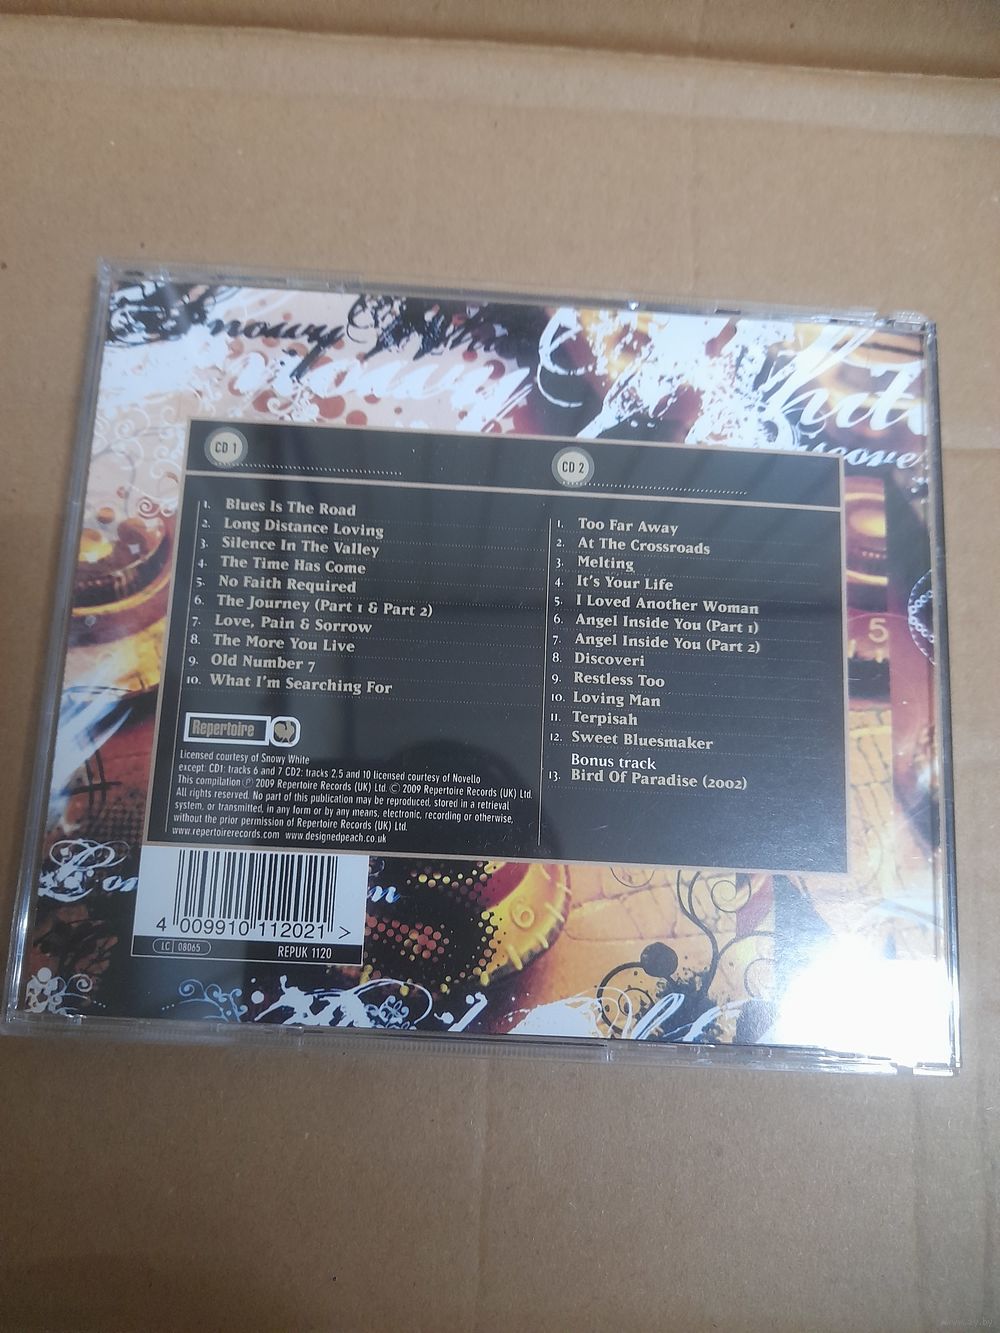 Snowy White
Snowy White
CD 1
1. Blues Is The Road
2. Long Distance Loving
3. Silence In The Valley
4. The Time Has Come
5. No Faith Required
6. The Journey (Part 1 & Part 2)
7. Love, Pain & Sorrow
8. The More You Live
9. Old Number 7
10. What I'm Searching For
CD 2
1. Too Far Away
2. At The Crossroads
3. Melting
4. It's Your Life
5. I Loved Another Woman
6. Angel Inside You (Part 1)
7. Angel Inside You (Part 2)
8. Discoveri
9. Restless Too
10. Loving Man
11. Terpisah
12. Sweet Bluesmaker
Bonus track
13. Bird Of Paradise (2002)
5
Repertoire
Licensed courtesy of Snowy White
except: CD1: tracks 6 and 7 CD2: tracks 2,5 and 10 licensed courtesy of Novello
This compilation ℗ 2009 Repertoire Records (UK) Ltd. © 2009 Repertoire Records (UK) Ltd.
All rights reserved. No part of this publication may be reproduced, stored in a retrieval
system, or transmitted, in any form or by any means, electronic, recording or otherwise,
without the prior permission of Repertoire Records (UK) Ltd.
www.repertoirerecords.com www.designedpeach.co.uk
4 009910 112021 >
LC 08065
REPUK 1120
6
www.ay.by